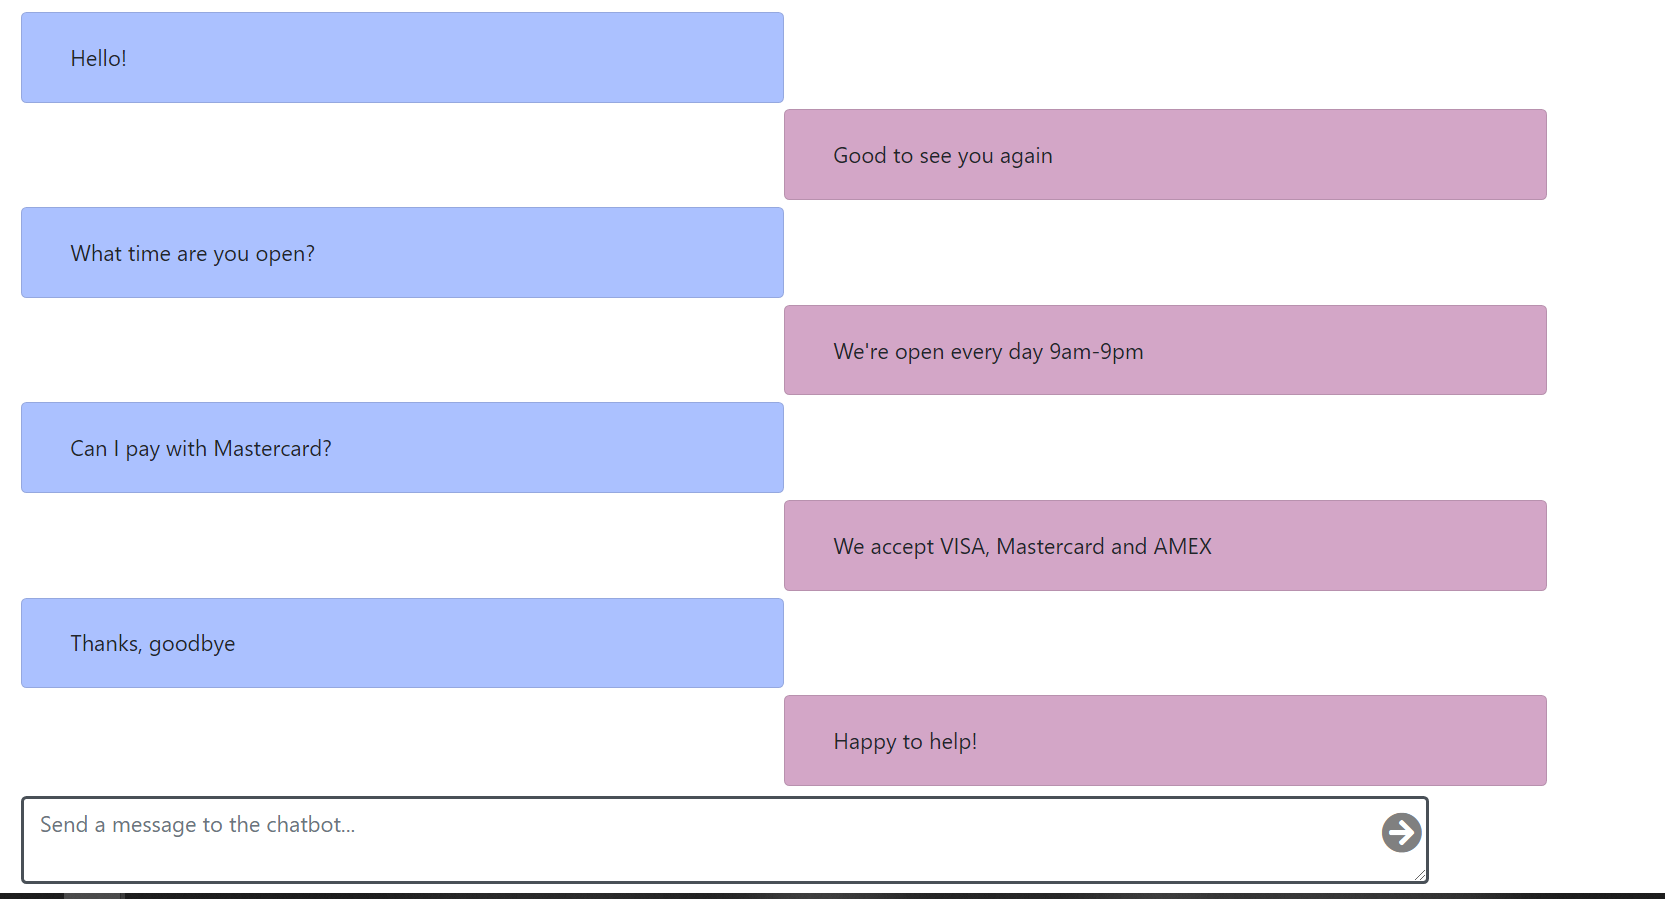 Hello!
Good to see you again
What time are you open?
We're open every day 9am-9pm
Can I pay with Mastercard?
We accept VISA, Mastercard and AMEX
Thanks, goodbye
Happy to help!
Send a message to the chatbot...